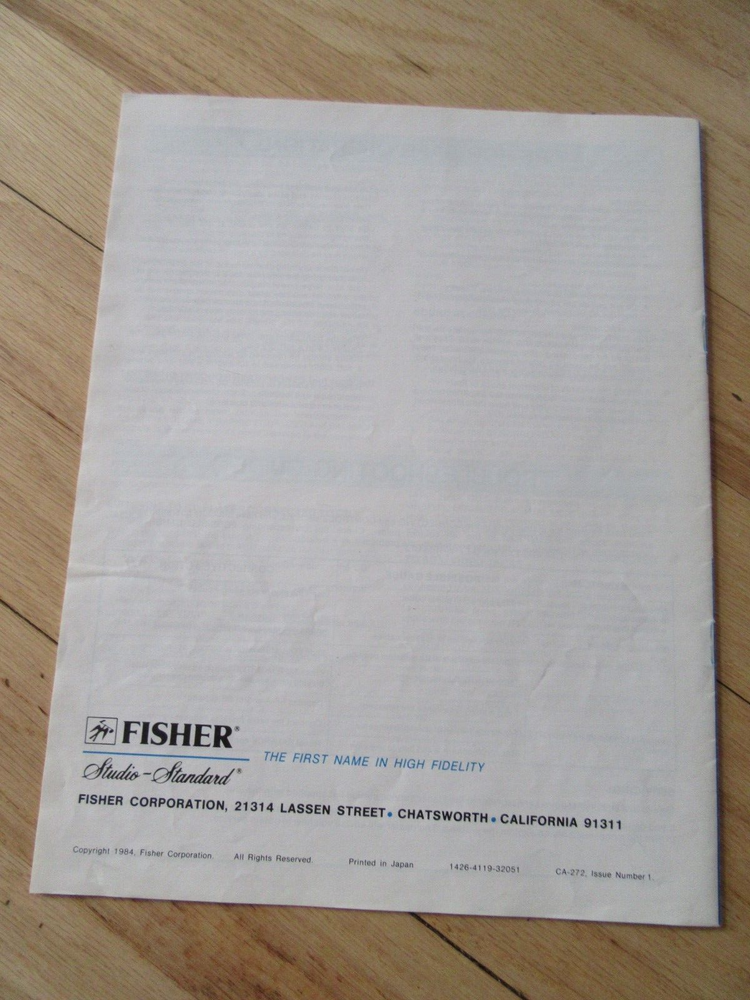 FISHER®
THE FIRST NAME IN HIGH FIDELITY
Studio-Standard®
FISHER CORPORATION, 21314 LASSEN STREET • CHATSWORTH • CALIFORNIA 91311
Copyright 1984, Fisher Corporation. All Rights Reserved. Printed in Japan 1426-4119-32051 CA-272, Issue Number 1.